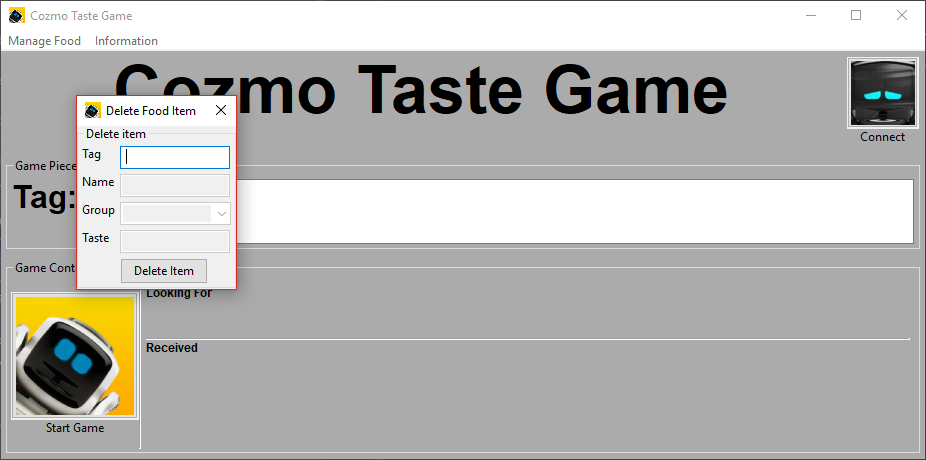 Cozmo Taste Game
Manage Food Information
Cozmo Taste Game
Connect
Delete Food Item
Delete item
Tag
Name
Group
Taste
Delete Item
Game Piece
Tag:
Game Cont
Looking For
Received
Start Game